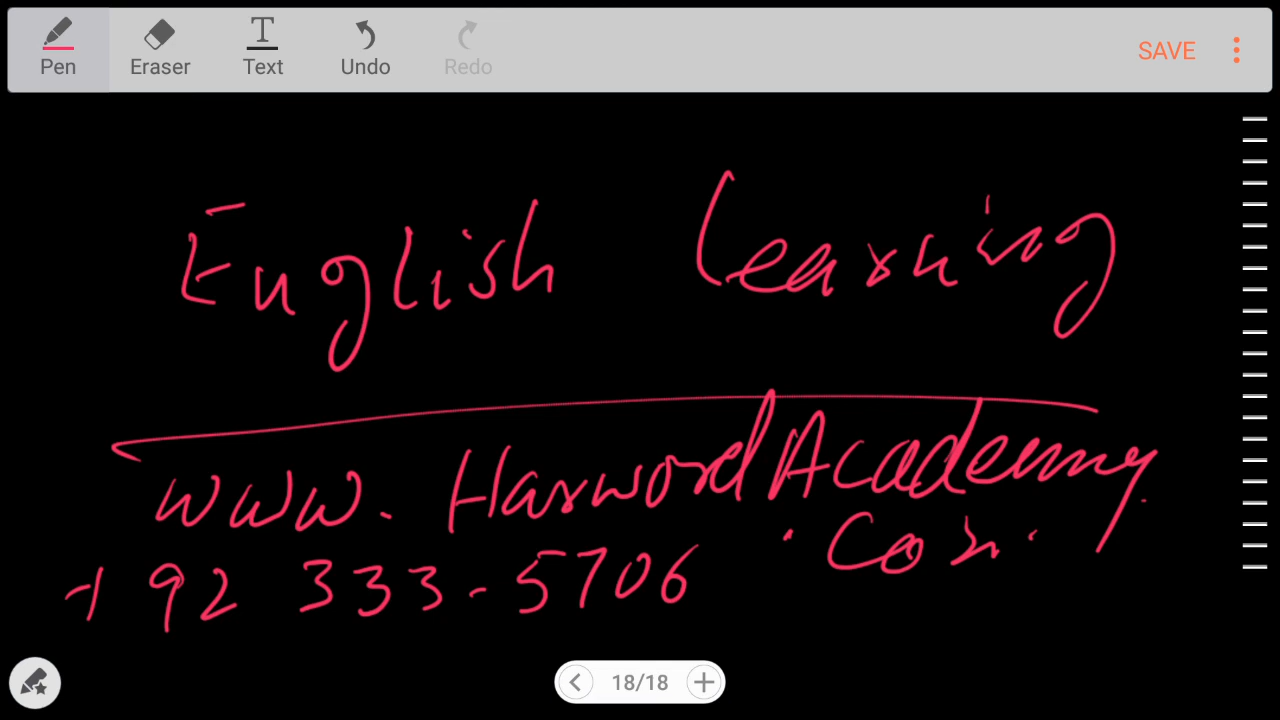 Pen Eraser Text Undo Redo SAVE
English Learning
www. HarwordAcademy.
.Com.
+92 333-5706
18/18